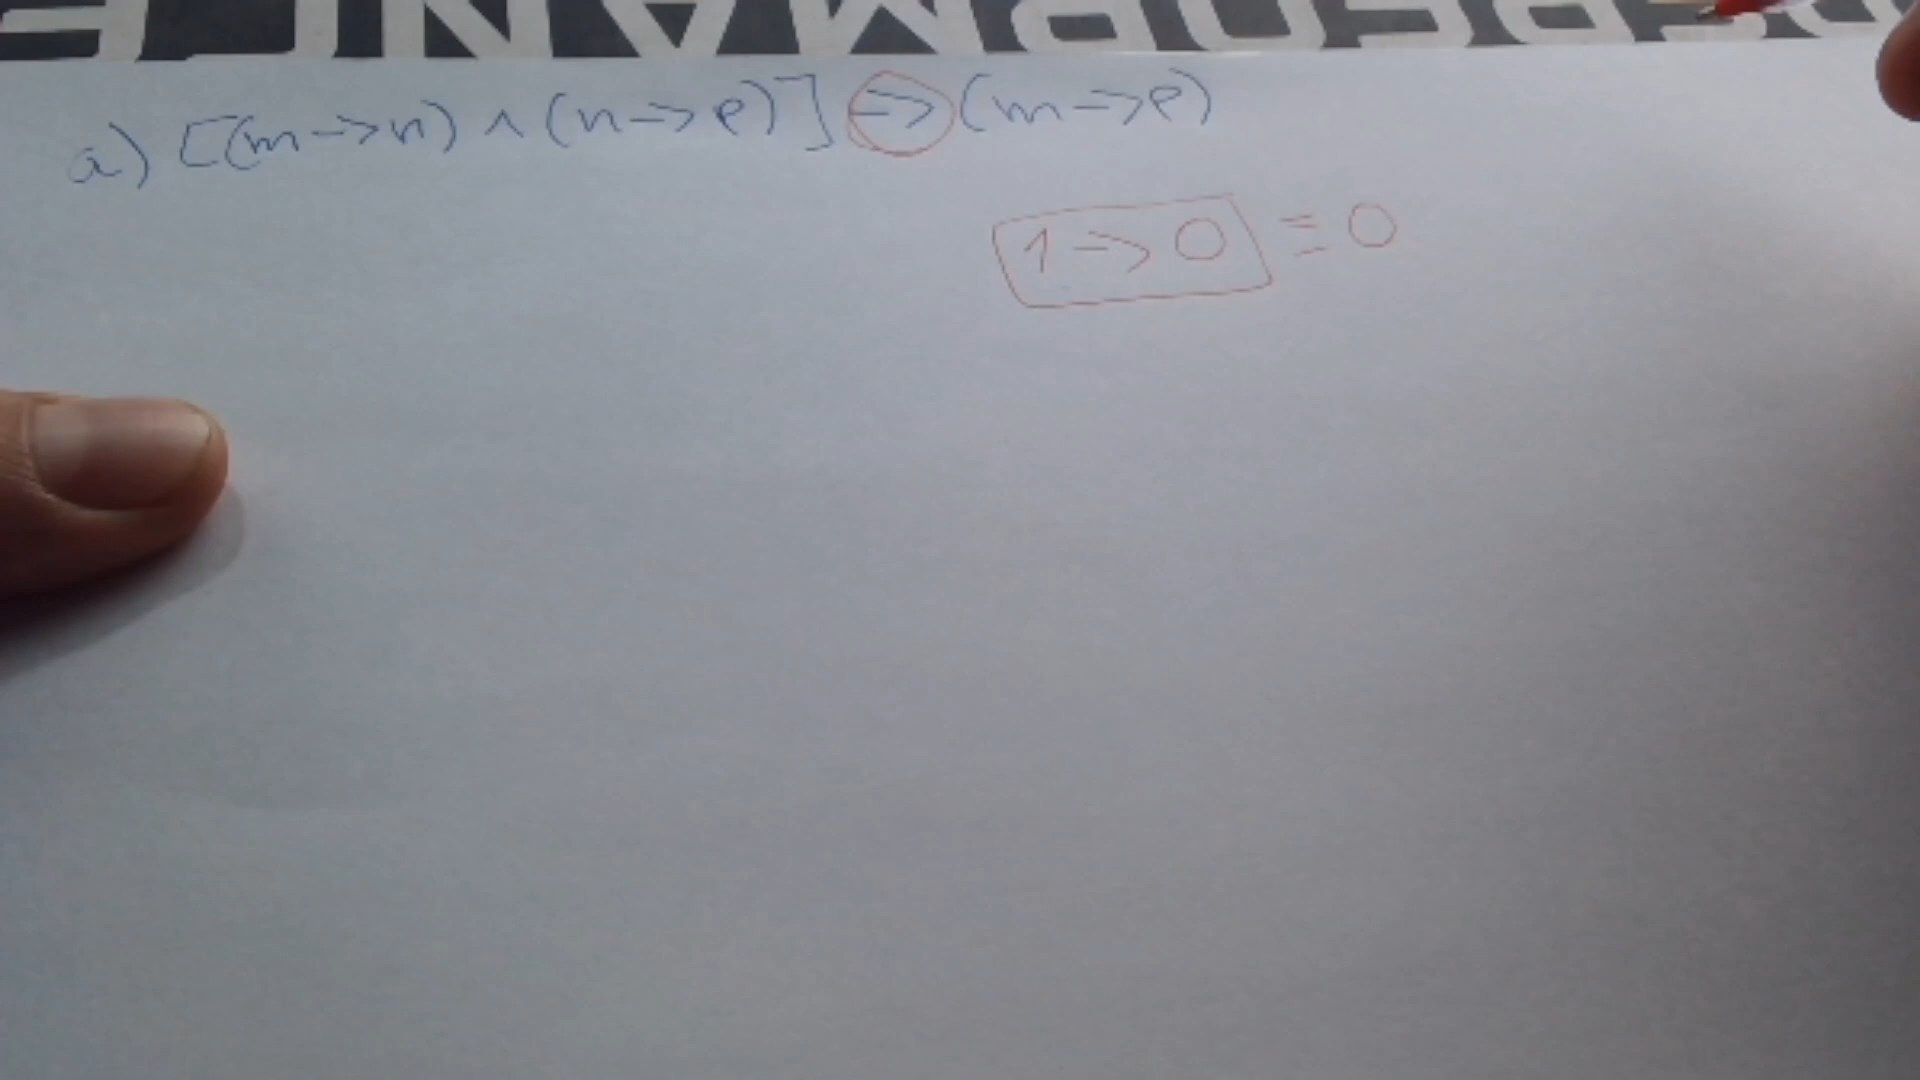 a) [(m->n) ∧ (n->p)] => (m->p)
1 -> 0 = 0